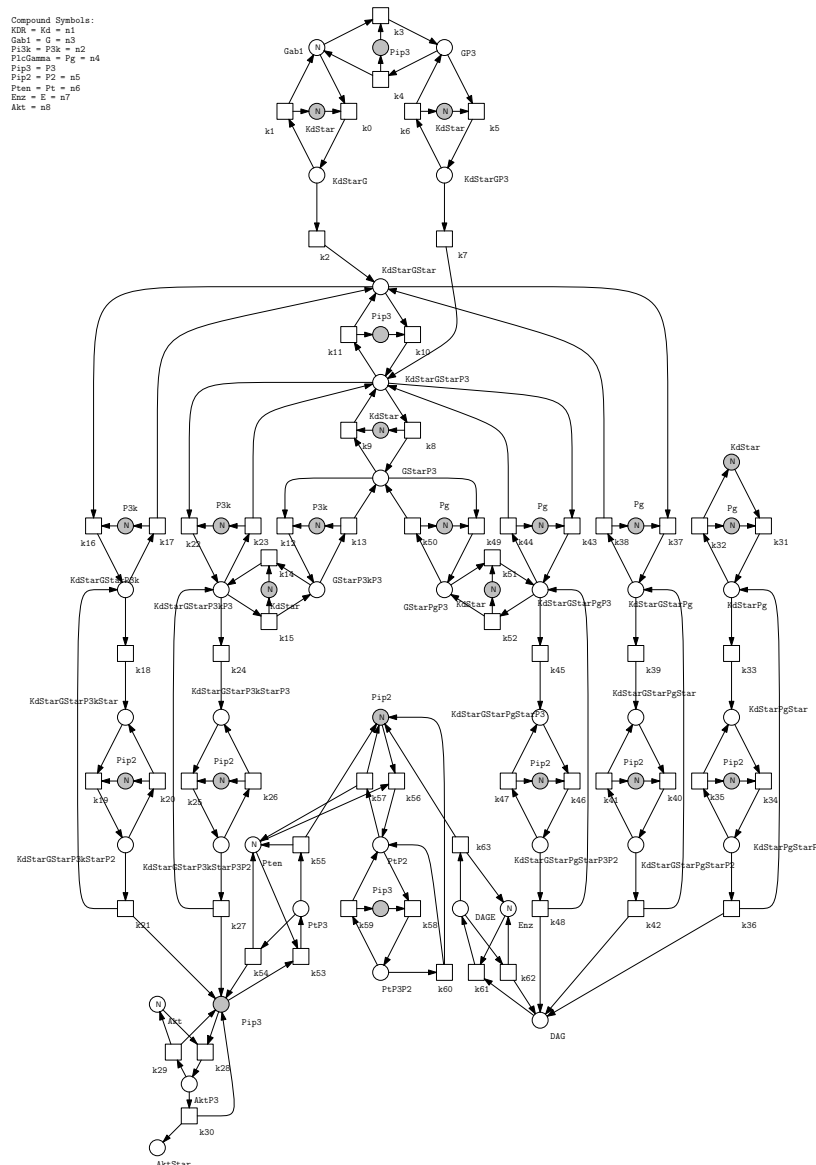 Compound Symbols:
KDR = Kd = n1
Gab1 = G = n3
Pi3k = P3k = n2
PlcGamma = Pg = n4
Pip3 = P3
Pip2 = P2 = n5
Pten = Pt = n6
Enz = E = n7
Akt = n8
k3
Gab1 N Pip3 GP3
k4
N N
k1 KdStar k0 k6 KdStar k5
KdStarG KdStarGP3
k2 k7
KdStarGStar
Pip3
k11 k10
KdStarGStarP3
KdStar
N
k9 k8
GStarP3
KdStar
N
P3k P3k P3k Pg Pg Pg Pg
N N N N N N N
k16 k17 k22 k23 k12 k13 k50 k49 k44 k43 k38 k37 k32 k31
k14 k51
KdStarGStarP3k KdStarGStarP3kP3 N KdStar GStarP3kP3 GStarPgP3 KdStar N KdStarGStarPgP3 KdStarGStarPg KdStarPg
k15 k52
k18 k24 k45 k39 k33
KdStarGStarP3kStar KdStarGStarP3kStarP3 Pip2 N KdStarGStarPgStarP3 KdStarGStarPgStar KdStarPgStar
Pip2 Pip2 Pip2 Pip2 Pip2
N N N N N
k19 k20 k25 k26 k57 k56 k47 k46 k41 k40 k35 k34
KdStarGStarP3kStarP2 KdStarGStarP3kStarP3P2 N Pten k55 PtP2 k63 KdStarGStarPgStarP3P2 KdStarGStarPgStarP2 KdStarPgStarP
Pip3
k21 k27 PtP3 k59 k58 DAGE N Enz k48 k42 k36
k54 k53 PtP3P2 k60 k61 k62
N Akt Pip3 DAG
k29 k28
AktP3
k30
AktStar